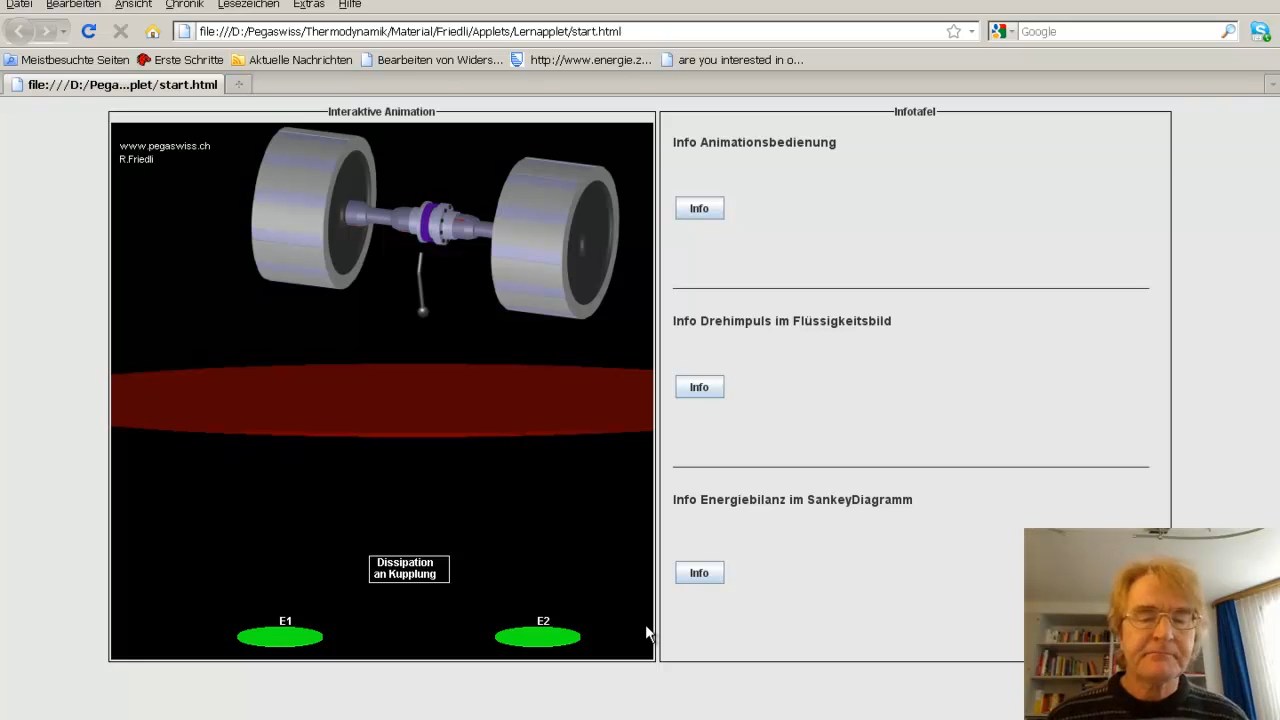 Datei Bearbeiten Ansicht Chronik Lesezeichen Extras Hilfe
file:///D:/Pegaswiss/Thermodynamik/Material/Friedli/Applets/Lernapplet/start.html
Google
Meistbesuchte Seiten Erste Schritte Aktuelle Nachrichten Bearbeiten von Widers... http://www.energie.z... are you interested in o...
file:///D:/Pega...plet/start.html
Interaktive Animation
Infotafel
www.pegaswiss.ch
R.Friedli
Info Animationsbedienung
Info
Info Drehimpuls im Flüssigkeitsbild
Info
Info Energiebilanz im SankeyDiagramm
Info
Dissipation
an Kupplung
E1 E2